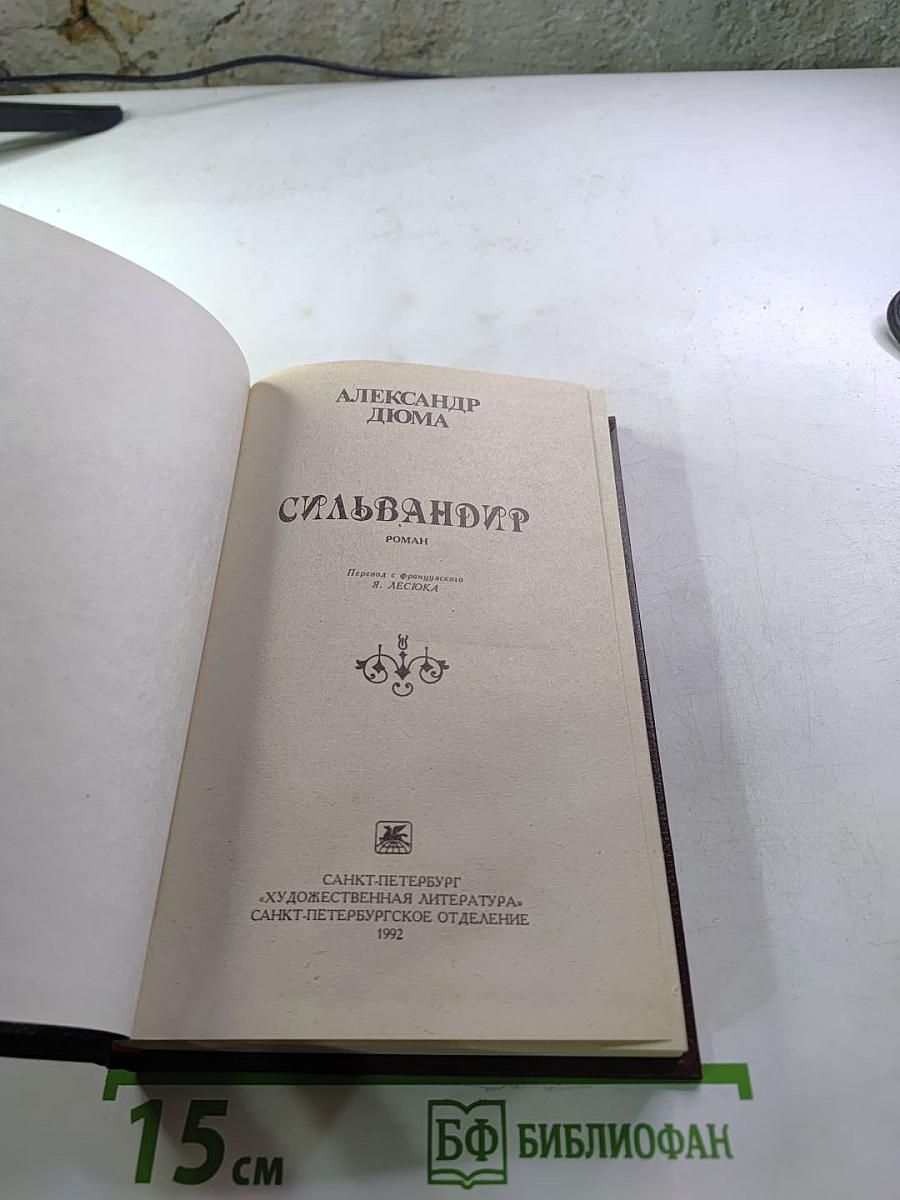 АЛЕКСАНДР
ДЮМА
СИЛЬВАНДИР
РОМАН
Перевод с французского
Я. ЛЕСЮКА
САНКТ-ПЕТЕРБУРГ
«ХУДОЖЕСТВЕННАЯ ЛИТЕРАТУРА»
САНКТ-ПЕТЕРБУРГСКОЕ ОТДЕЛЕНИЕ
1992
15 см
БФ БИБЛИОФАН